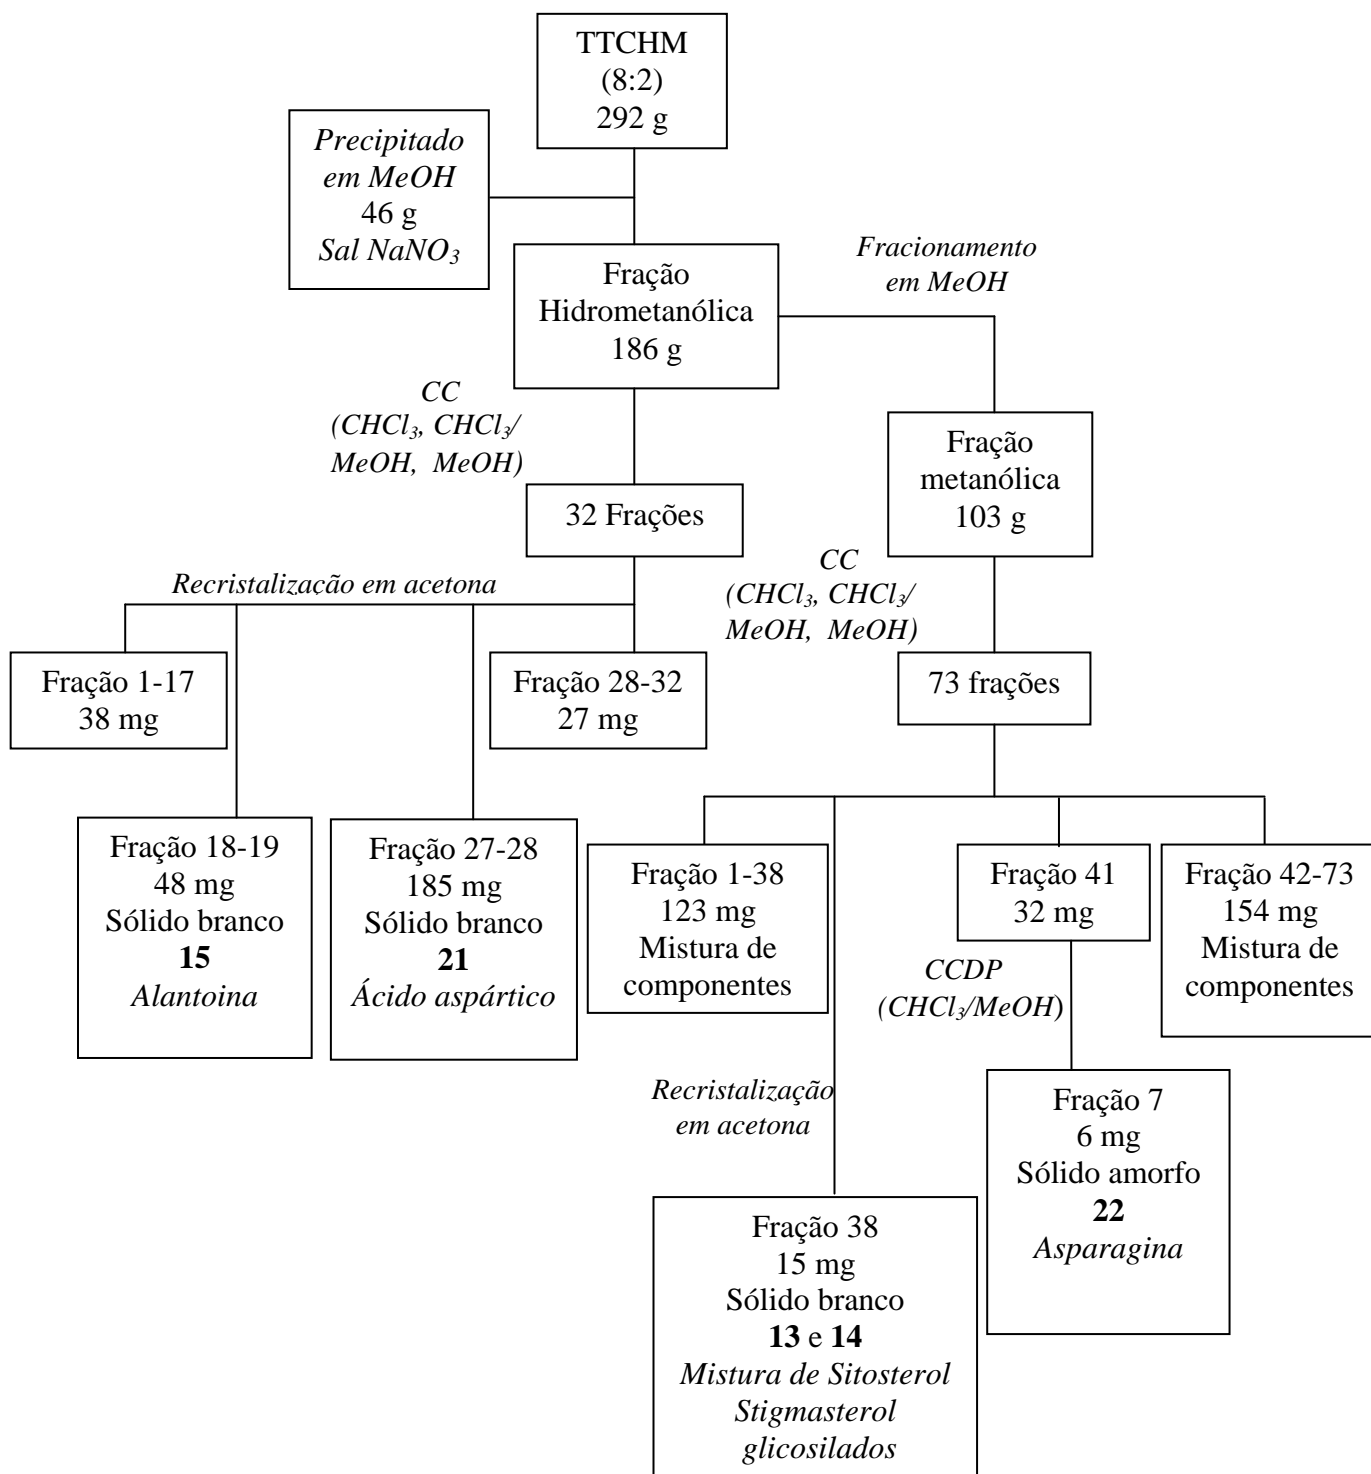 TTCHM
(8:2)
292 g
Precipitado
em MeOH
46 g
Sal NaNO₃
Fração
Hidrometanólica
186 g
Fracionamento
em MeOH
CC
(CHCl₃, CHCl₃/
MeOH, MeOH)
Fração
metanólica
103 g
32 Frações
CC
(CHCl₃, CHCl₃/
MeOH, MeOH)
Recristalização em acetona
Fração 1-17
38 mg
Fração 28-32
27 mg
73 frações
Fração 18-19
48 mg
Sólido branco
15
Alantoina
Fração 27-28
185 mg
Sólido branco
21
Ácido aspártico
Fração 1-38
123 mg
Mistura de
componentes
Fração 41
32 mg
Fração 42-73
154 mg
Mistura de
componentes
CCDP
(CHCl₃/MeOH)
Recristalização
em acetona
Fração 7
6 mg
Sólido amorfo
22
Asparagina
Fração 38
15 mg
Sólido branco
13 e 14
Mistura de Sitosterol
Stigmasterol
glicosilados